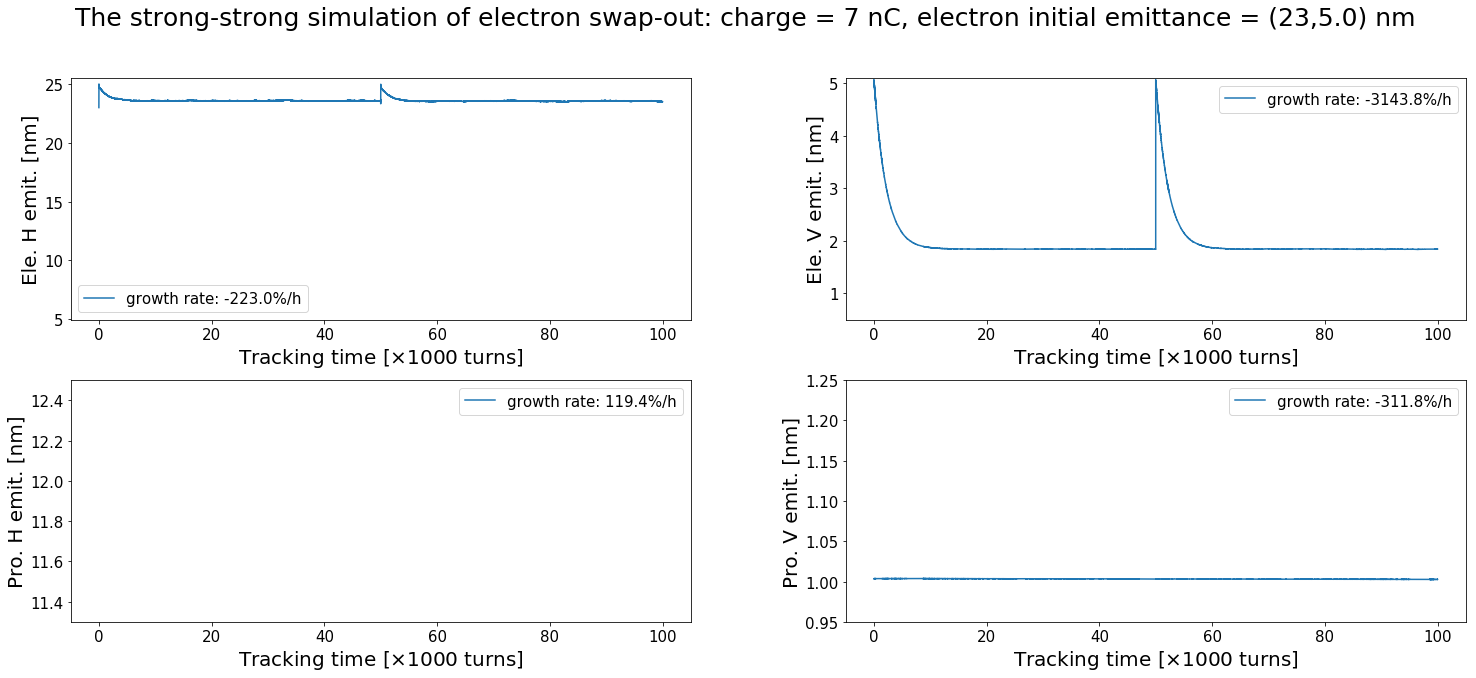 The strong-strong simulation of electron swap-out: charge = 7 nC, electron initial emittance = (23,5.0) nm
25
20
15
10
5
Ele. H emit. [nm]
growth rate: -223.0%/h
0 20 40 60 80 100
Tracking time [×1000 turns]
5
4
3
2
1
Ele. V emit. [nm]
growth rate: -3143.8%/h
0 20 40 60 80 100
Tracking time [×1000 turns]
12.4
12.2
12.0
11.8
11.6
11.4
Pro. H emit. [nm]
growth rate: 119.4%/h
0 20 40 60 80 100
Tracking time [×1000 turns]
1.25
1.20
1.15
1.10
1.05
1.00
0.95
Pro. V emit. [nm]
growth rate: -311.8%/h
0 20 40 60 80 100
Tracking time [×1000 turns]